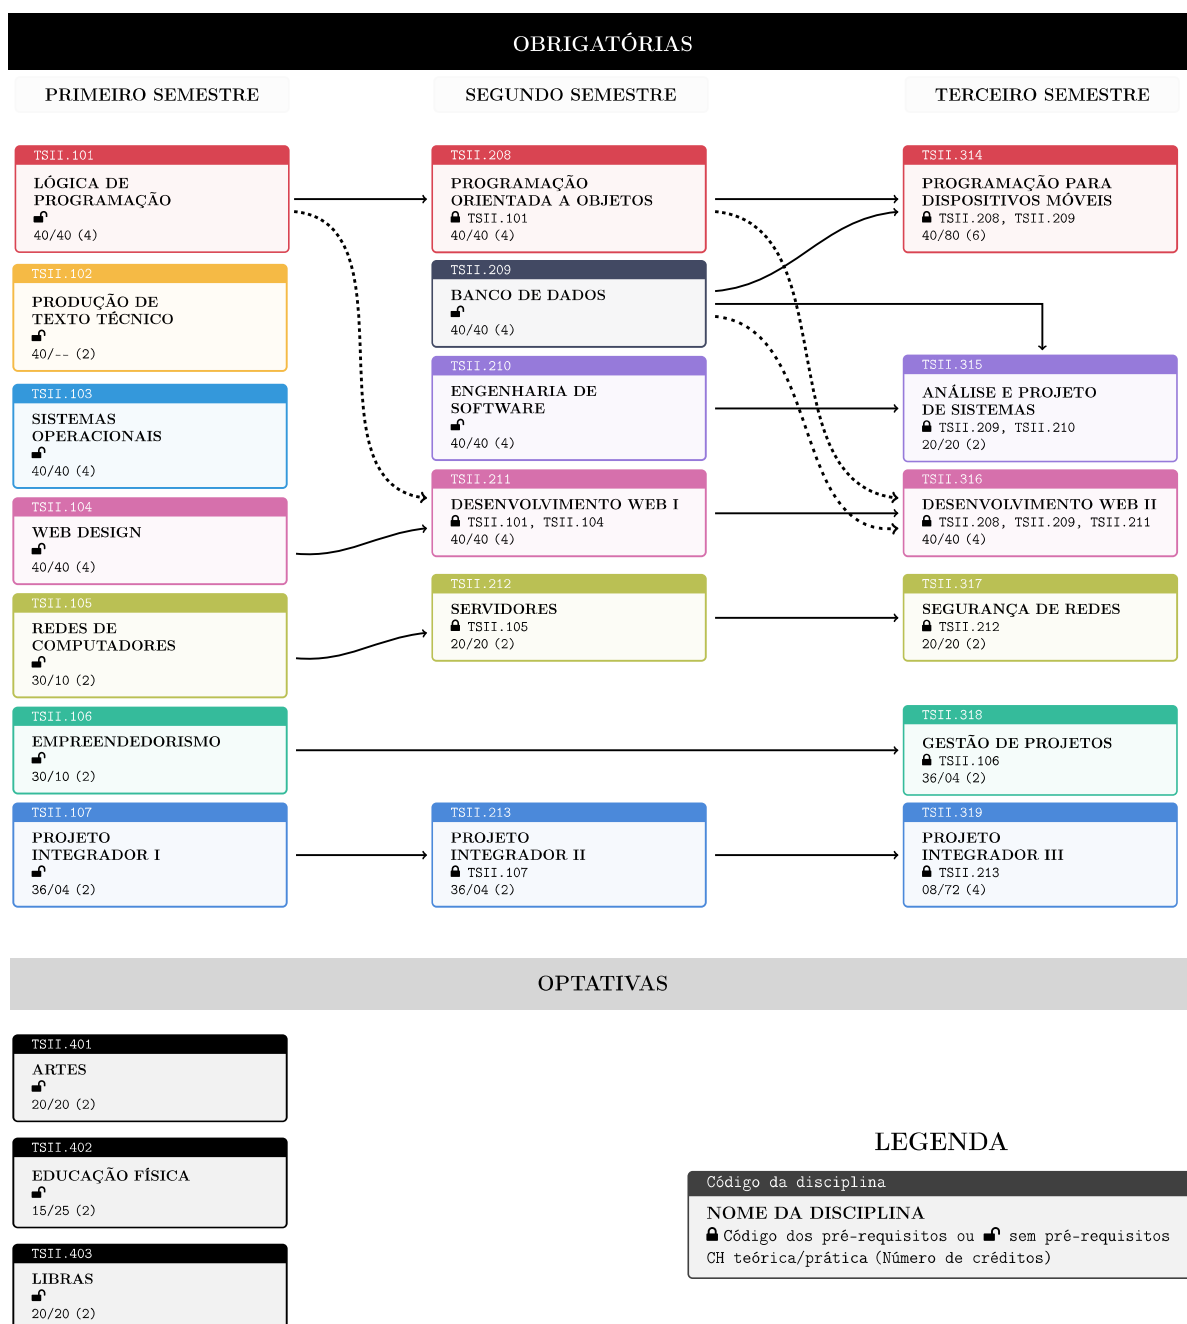 OBRIGATÓRIAS
PRIMEIRO SEMESTRE
SEGUNDO SEMESTRE
TERCEIRO SEMESTRE
TSII.101
LÓGICA DE
PROGRAMAÇÃO
40/40 (4)
TSII.102
PRODUÇÃO DE
TEXTO TÉCNICO
40/-- (2)
TSII.103
SISTEMAS
OPERACIONAIS
40/40 (4)
TSII.104
WEB DESIGN
40/40 (4)
TSII.105
REDES DE
COMPUTADORES
30/10 (2)
TSII.106
EMPREENDEDORISMO
30/10 (2)
TSII.107
PROJETO
INTEGRADOR I
36/04 (2)
TSII.208
PROGRAMAÇÃO
ORIENTADA A OBJETOS
TSII.101
40/40 (4)
TSII.209
BANCO DE DADOS
40/40 (4)
TSII.210
ENGENHARIA DE
SOFTWARE
40/40 (4)
TSII.211
DESENVOLVIMENTO WEB I
TSII.101, TSII.104
40/40 (4)
TSII.212
SERVIDORES
TSII.105
20/20 (2)
TSII.213
PROJETO
INTEGRADOR II
TSII.107
36/04 (2)
TSII.314
PROGRAMAÇÃO PARA
DISPOSITIVOS MÓVEIS
TSII.208, TSII.209
40/80 (6)
TSII.315
ANÁLISE E PROJETO
DE SISTEMAS
TSII.209, TSII.210
20/20 (2)
TSII.316
DESENVOLVIMENTO WEB II
TSII.208, TSII.209, TSII.211
40/40 (4)
TSII.317
SEGURANÇA DE REDES
TSII.212
20/20 (2)
TSII.318
GESTÃO DE PROJETOS
TSII.106
36/04 (2)
TSII.319
PROJETO
INTEGRADOR III
TSII.213
08/72 (4)
OPTATIVAS
TSII.401
ARTES
20/20 (2)
TSII.402
EDUCAÇÃO FÍSICA
15/25 (2)
TSII.403
LIBRAS
20/20 (2)
LEGENDA
Código da disciplina
NOME DA DISCIPLINA
Código dos pré-requisitos ou sem pré-requisitos
CH teórica/prática (Número de créditos)